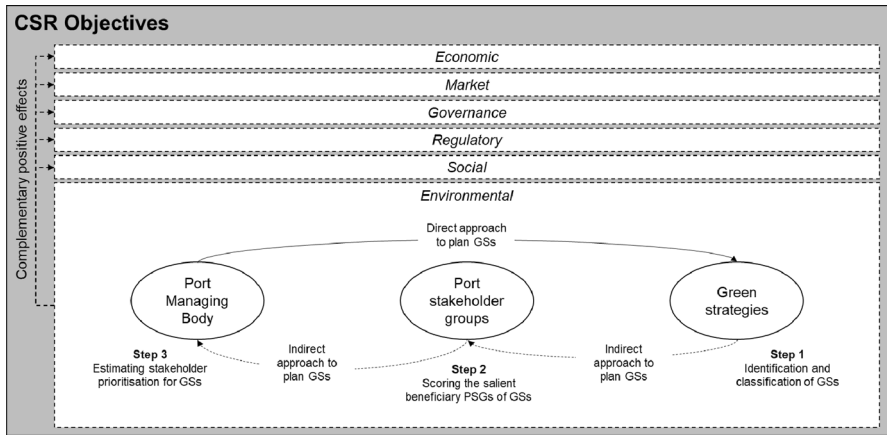 CSR Objectives
Complementary positive effects
Economic
Market
Governance
Regulatory
Social
Environmental
Direct approach
to plan GSs
Port
Managing
Body
Port
stakeholder
groups
Green
strategies
Step 3
Estimating stakeholder
prioritisation for GSs
Indirect
approach to
plan GSs
Step 2
Scoring the salient
beneficiary PSGs of GSs
Indirect
approach to
plan GSs
Step 1
Identification and
classification of GSs